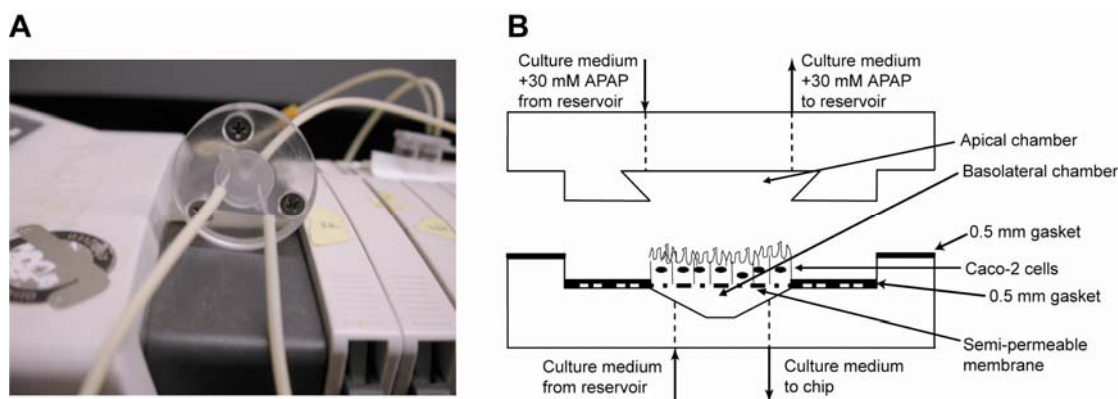 A
B
Culture medium
+30 mM APAP
from reservoir
Culture medium
+30 mM APAP
to reservoir
Apical chamber
Basolateral chamber
0.5 mm gasket
Caco-2 cells
0.5 mm gasket
Semi-permeable
membrane
Culture medium
from reservoir
Culture medium
to chip